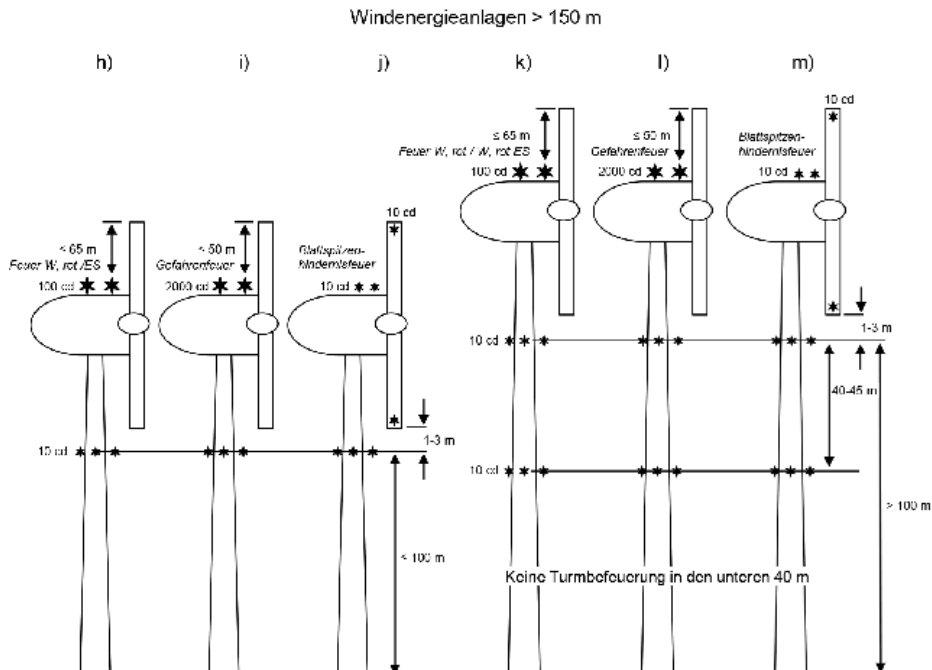 Windenergieanlagen > 150 m
h)
i)
j)
k)
l)
m)
< 65 m
Feuer W, rot /ES
100 cd
< 50 m
Gefahrenfeuer
2000 cd
10 cd
Blattspitzen-
hindernisfeuer
10 cd
1-3 m
10 cd
< 100 m
≤ 65 m
Feuer W, rot / W, rot ES
100 cd
≤ 50 m
Gefahrenfeuer
2000 cd
10 cd
Blattspitzen-
hindernisfeuer
10 cd
1-3 m
10 cd
40-45 m
10 cd
> 100 m
Keine Turmbefeuerung in den unteren 40 m